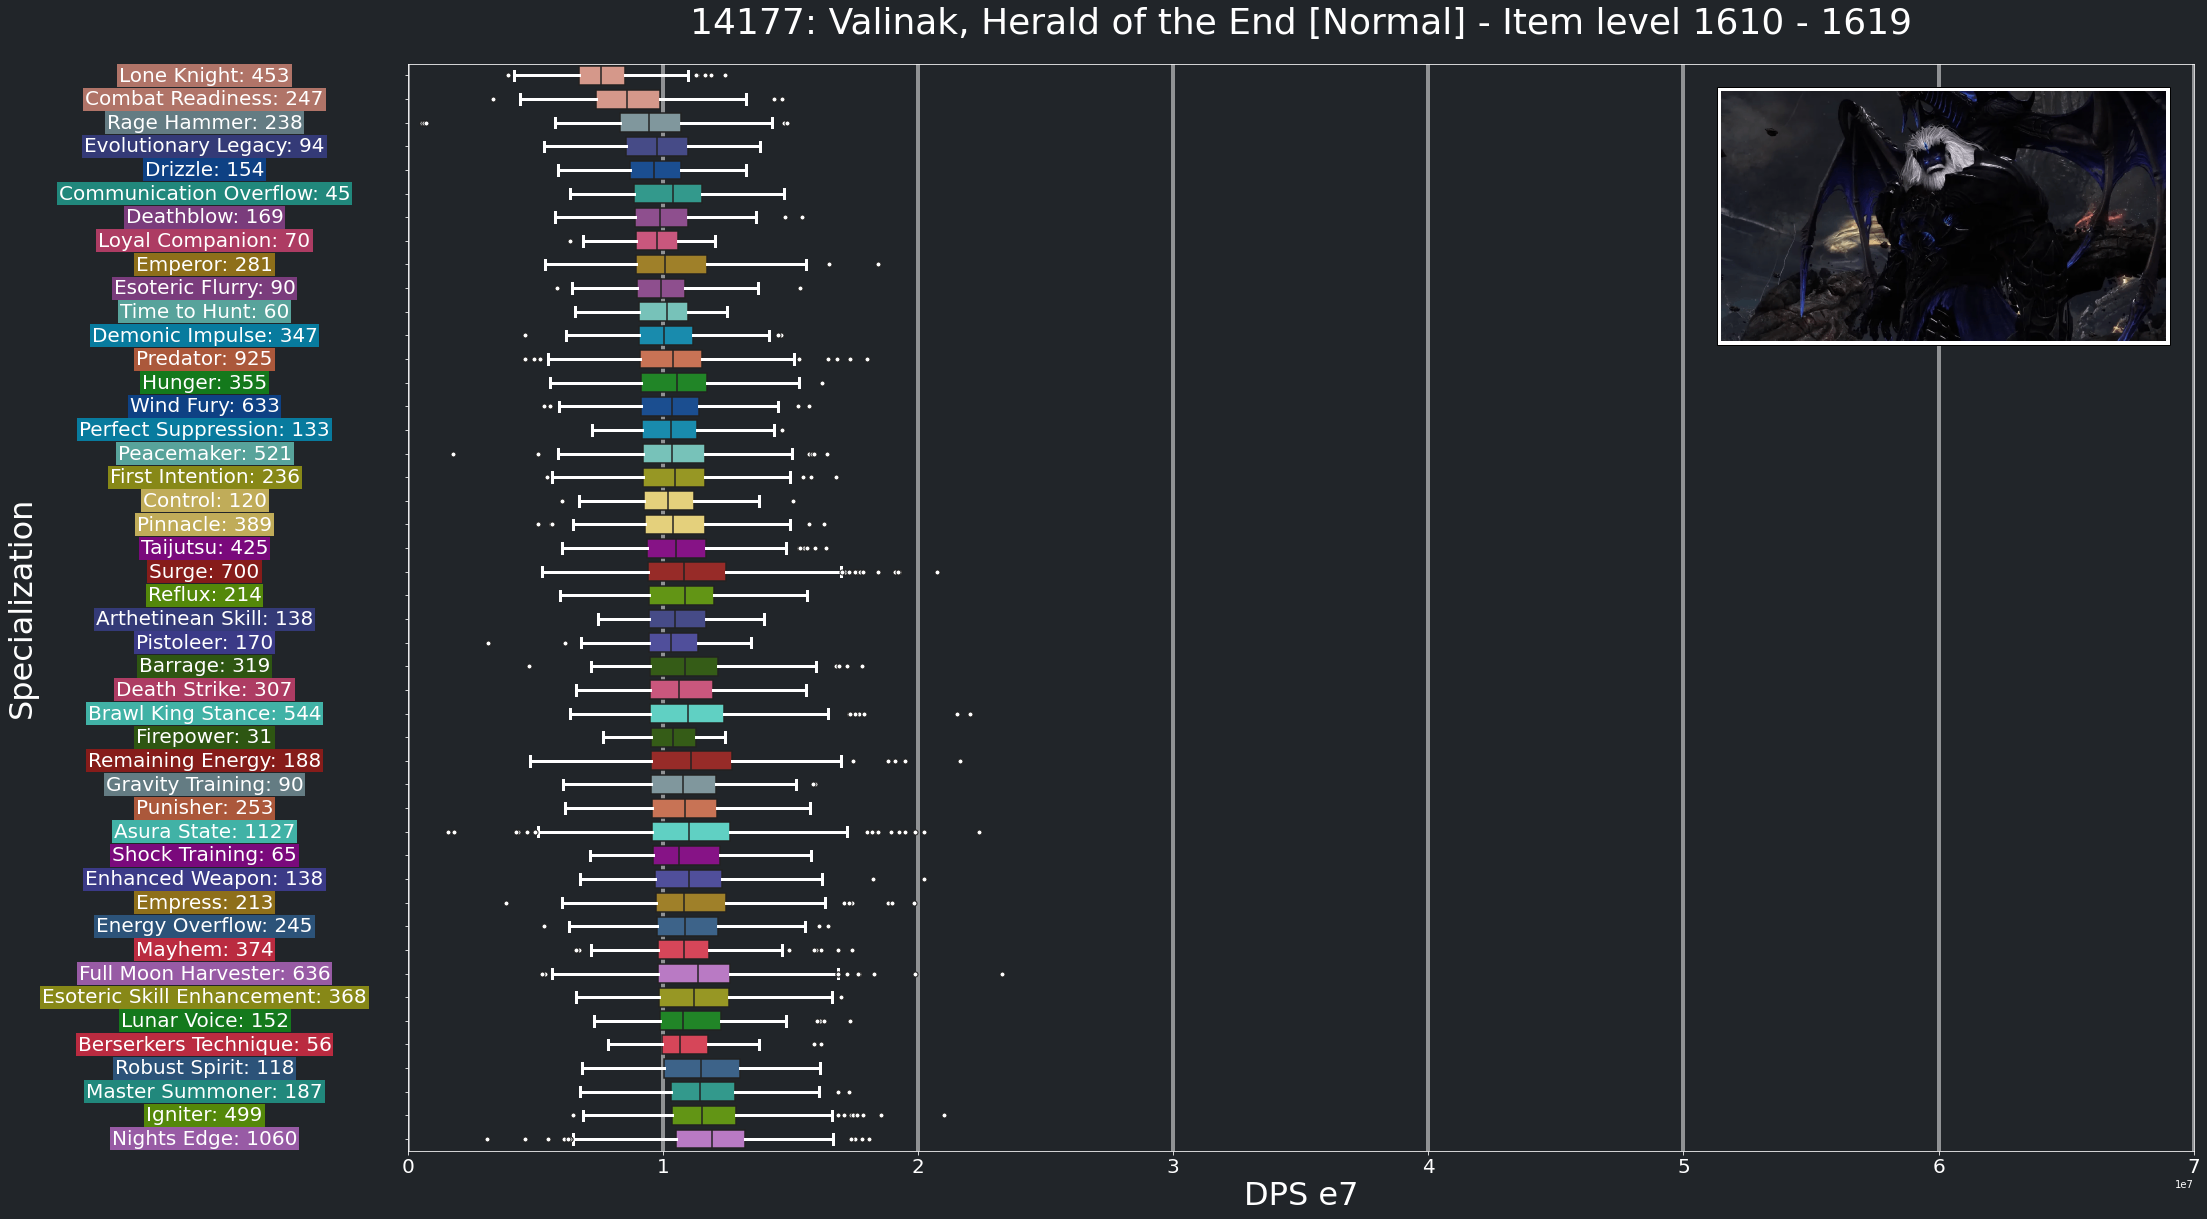 14177: Valinak, Herald of the End [Normal] - Item level 1610 - 1619
Lone Knight: 453
Combat Readiness: 247
Rage Hammer: 238
Evolutionary Legacy: 94
Drizzle: 154
Communication Overflow: 45
Deathblow: 169
Loyal Companion: 70
Emperor: 281
Esoteric Flurry: 90
Time to Hunt: 60
Demonic Impulse: 347
Predator: 925
Hunger: 355
Wind Fury: 633
Perfect Suppression: 133
Peacemaker: 521
First Intention: 236
Control: 120
Pinnacle: 389
Taijutsu: 425
Surge: 700
Reflux: 214
Arthetinean Skill: 138
Pistoleer: 170
Barrage: 319
Death Strike: 307
Brawl King Stance: 544
Firepower: 31
Remaining Energy: 188
Gravity Training: 90
Punisher: 253
Asura State: 1127
Shock Training: 65
Enhanced Weapon: 138
Empress: 213
Energy Overflow: 245
Mayhem: 374
Full Moon Harvester: 636
Esoteric Skill Enhancement: 368
Lunar Voice: 152
Berserkers Technique: 56
Robust Spirit: 118
Master Summoner: 187
Igniter: 499
Nights Edge: 1060
Specialization
0 1 2 3 4 5 6 7
DPS e7
1e7